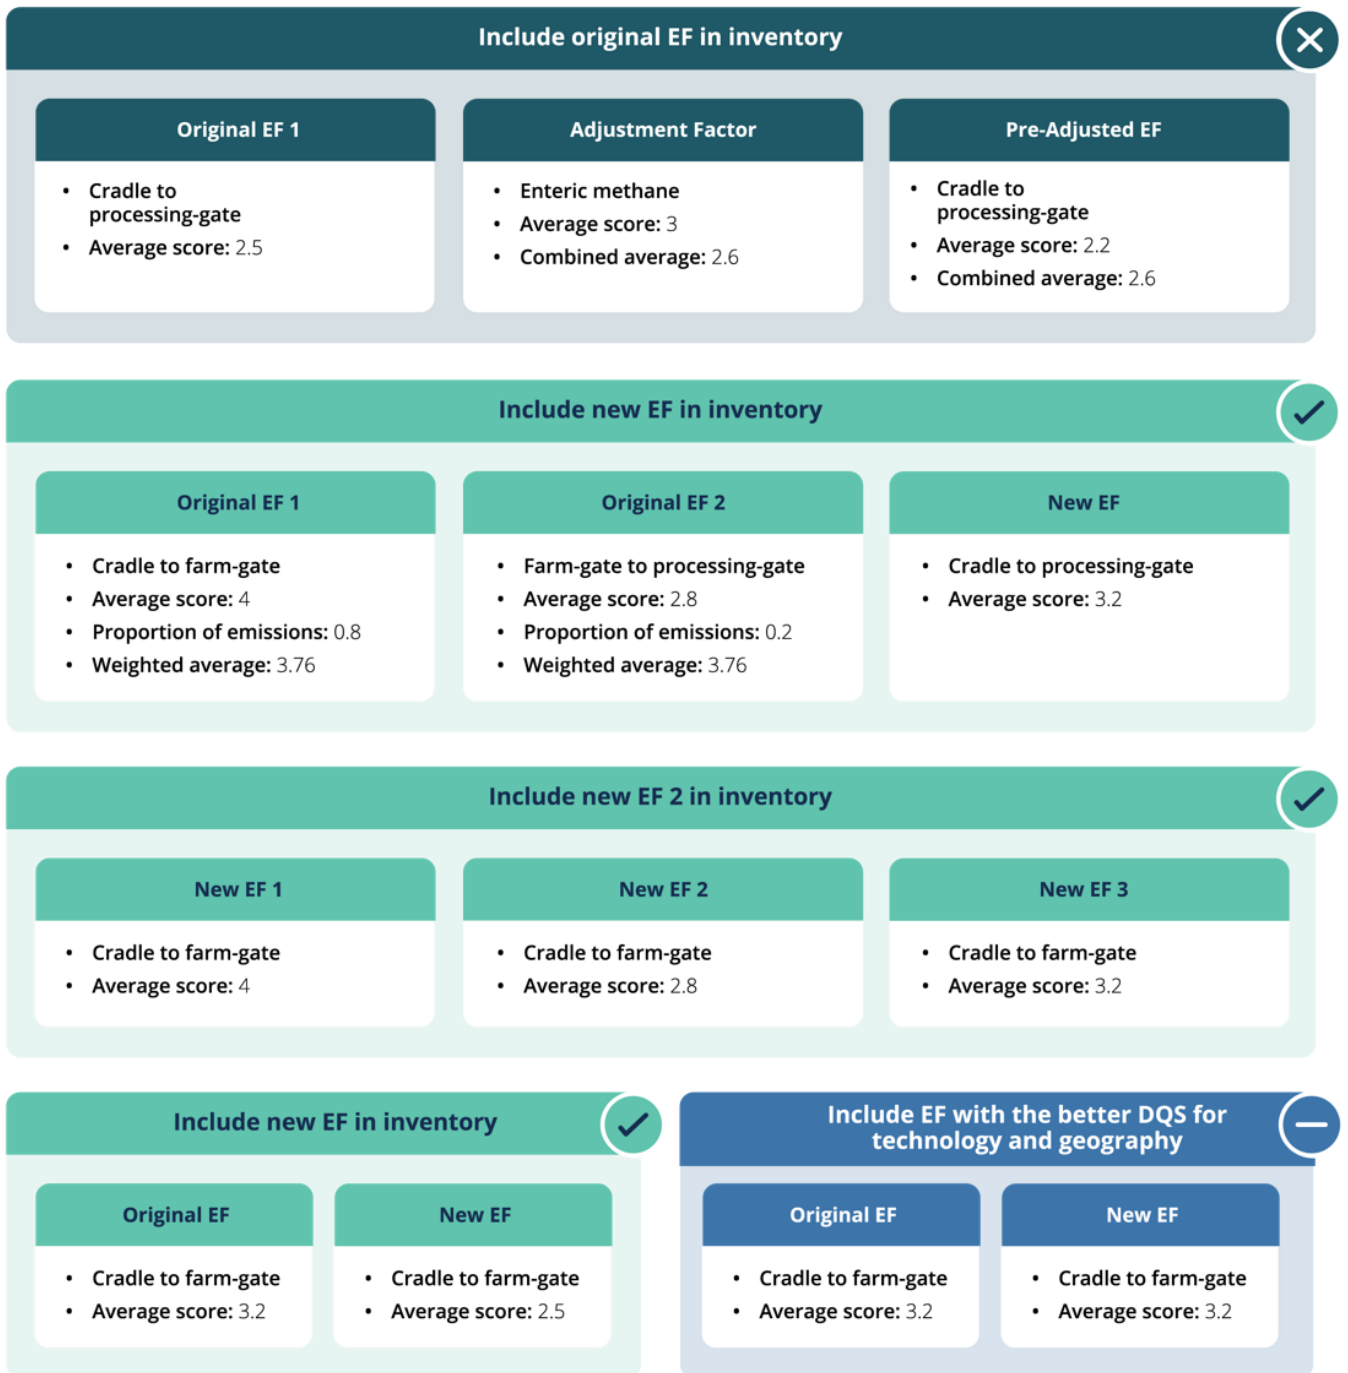 Include original EF in inventory
Original EF 1
• Cradle to
processing-gate
• Average score: 2.5
Adjustment Factor
• Enteric methane
• Average score: 3
• Combined average: 2.6
Pre-Adjusted EF
• Cradle to
processing-gate
• Average score: 2.2
• Combined average: 2.6
Include new EF in inventory
Original EF 1
• Cradle to farm-gate
• Average score: 4
• Proportion of emissions: 0.8
• Weighted average: 3.76
Original EF 2
• Farm-gate to processing-gate
• Average score: 2.8
• Proportion of emissions: 0.2
• Weighted average: 3.76
New EF
• Cradle to processing-gate
• Average score: 3.2
Include new EF 2 in inventory
New EF 1
• Cradle to farm-gate
• Average score: 4
New EF 2
• Cradle to farm-gate
• Average score: 2.8
New EF 3
• Cradle to farm-gate
• Average score: 3.2
Include new EF in inventory
Original EF
• Cradle to farm-gate
• Average score: 3.2
New EF
• Cradle to farm-gate
• Average score: 2.5
Include EF with the better DQS for
technology and geography
Original EF
• Cradle to farm-gate
• Average score: 3.2
New EF
• Cradle to farm-gate
• Average score: 3.2